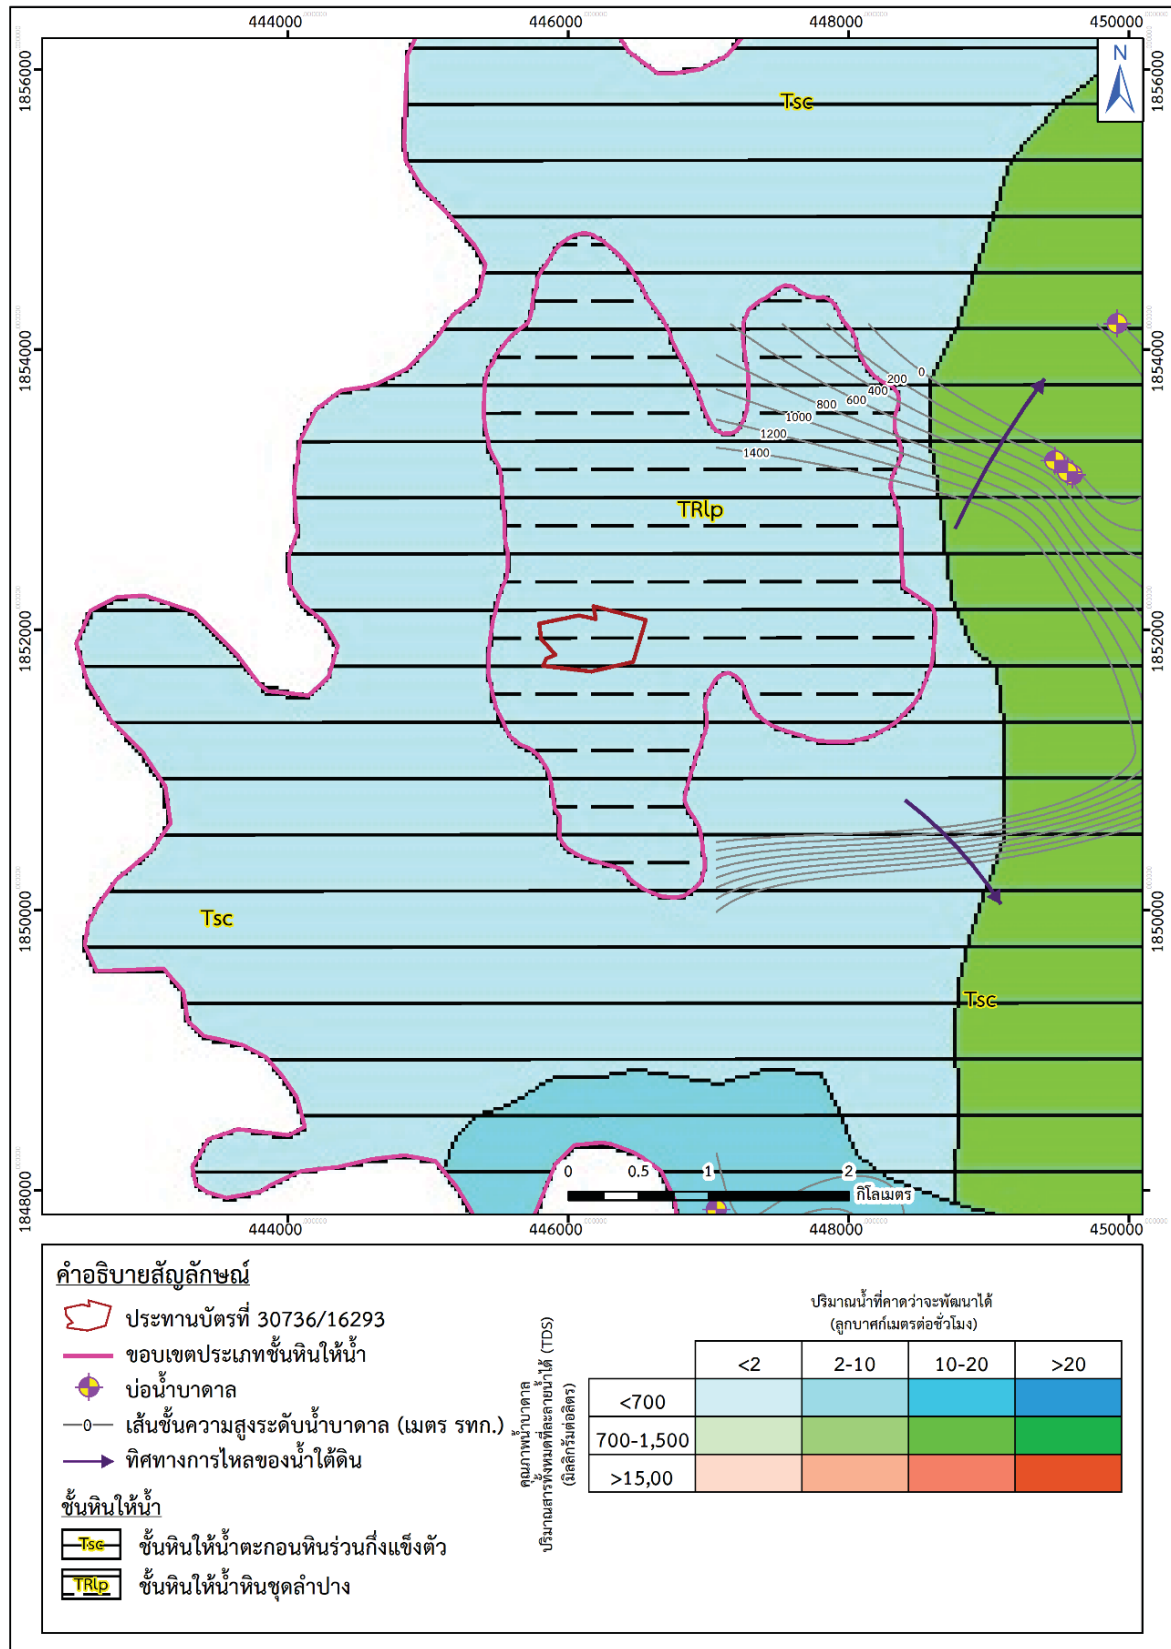 444000
446000
448000
450000
N
1856000
1856000
Tsc
1854000
1854000
0
200
400
600
800
1000
1200
1400
TRlp
1852000
1852000
Tsc
1850000
1850000
Tsc
0 0.5 1 2
กิโลเมตร
1848000
1848000
444000
446000
448000
450000
คำอธิบายสัญลักษณ์
ประทานบัตรที่ 30736/16293
ขอบเขตประเภทชั้นหินให้น้ำ
บ่อน้ำบาดาล
0 เส้นชั้นความสูงระดับน้ำบาดาล (เมตร รทก.)
ทิศทางการไหลของน้ำใต้ดิน
ชั้นหินให้น้ำ
Tsc ชั้นหินให้น้ำตะกอนหินร่วนกึ่งแข็งตัว
TRlp ชั้นหินให้น้ำหินชุดลำปาง
ปริมาณน้ำที่คาดว่าจะพัฒนาได้
(ลูกบาศก์เมตรต่อชั่วโมง)
คุณภาพน้ำบาดาล
ปริมาณสารทั้งหมดที่ละลายน้ำได้ (TDS)
(มิลลิกรัมต่อลิตร)
<2 2-10 10-20 >20
<700
700-1,500
>15,00